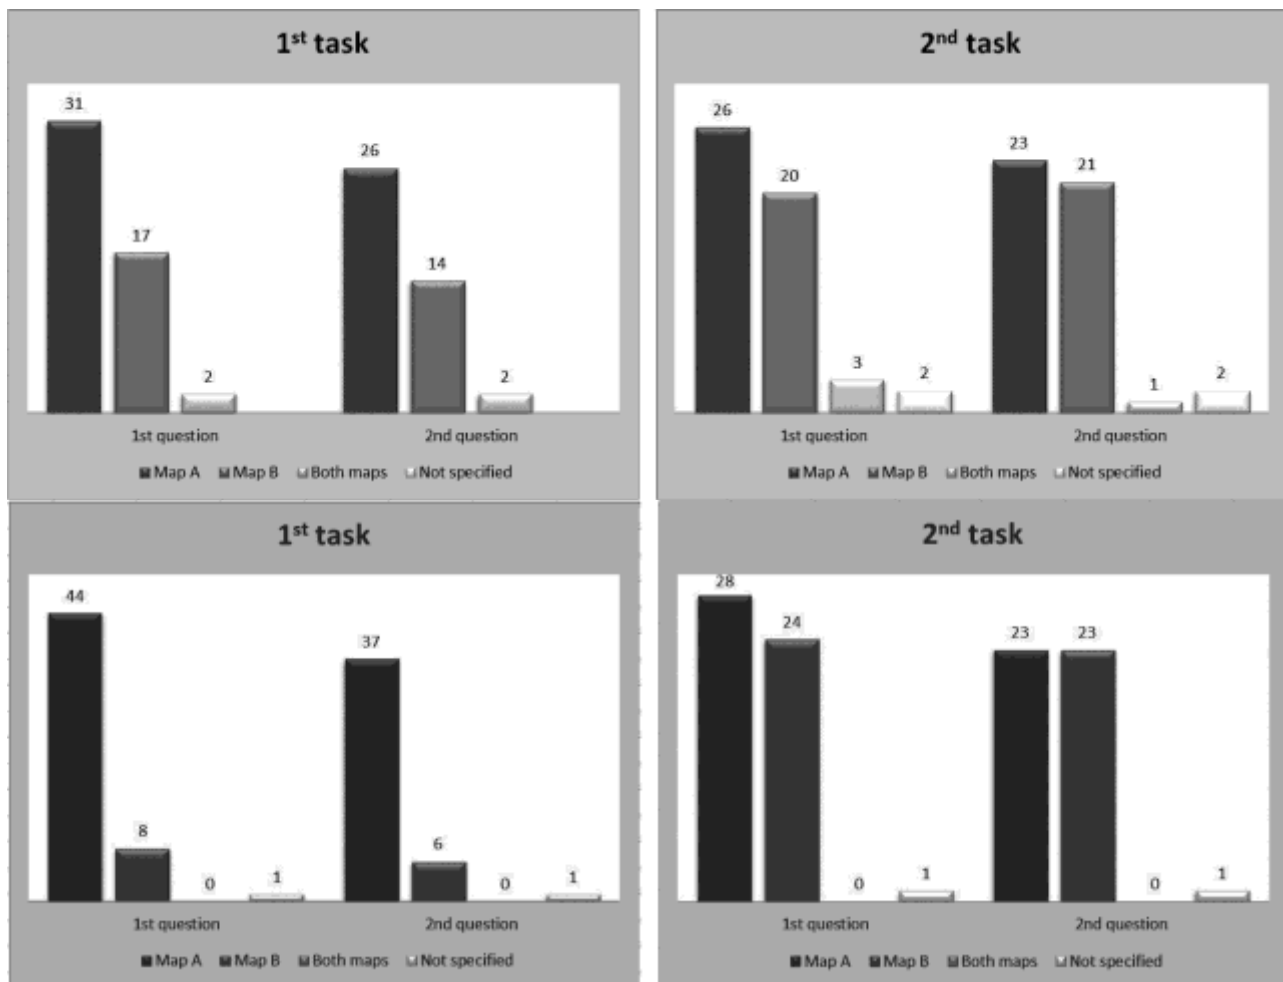 1st task
31
26
17
14
2
2
1st question 2nd question
Map A Map B Both maps Not specified
2nd task
26
23
21
20
3
2
1
2
1st question 2nd question
Map A Map B Both maps Not specified
1st task
44
37
8
6
0 1 0 1
1st question 2nd question
Map A Map B Both maps Not specified
2nd task
28
24
23 23
0 1 0 1
1st question 2nd question
Map A Map B Both maps Not specified